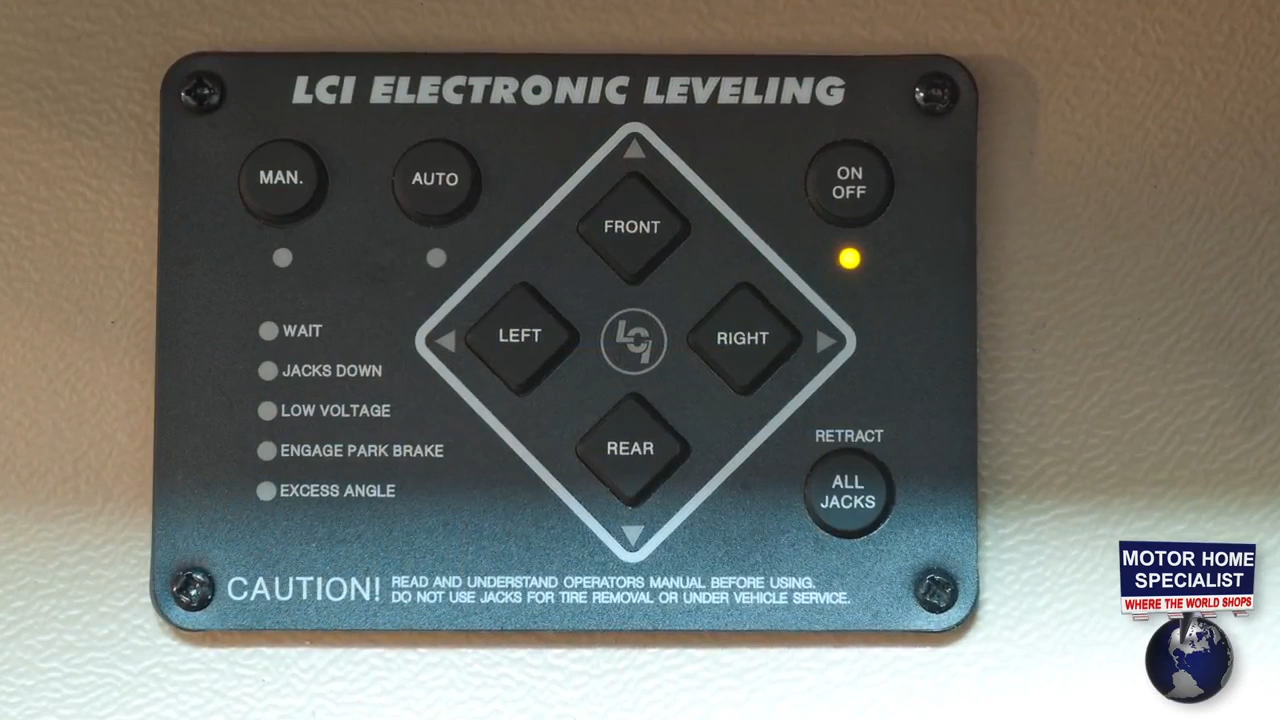 LCI ELECTRONIC LEVELING
MAN.
AUTO
ON
OFF
FRONT
LEFT
LCI
RIGHT
REAR
WAIT
JACKS DOWN
LOW VOLTAGE
ENGAGE PARK BRAKE
EXCESS ANGLE
RETRACT
ALL
JACKS
CAUTION! READ AND UNDERSTAND OPERATORS MANUAL BEFORE USING.
DO NOT USE JACKS FOR TIRE REMOVAL OR UNDER VEHICLE SERVICE.
MOTOR HOME
SPECIALIST
WHERE THE WORLD SHOPS